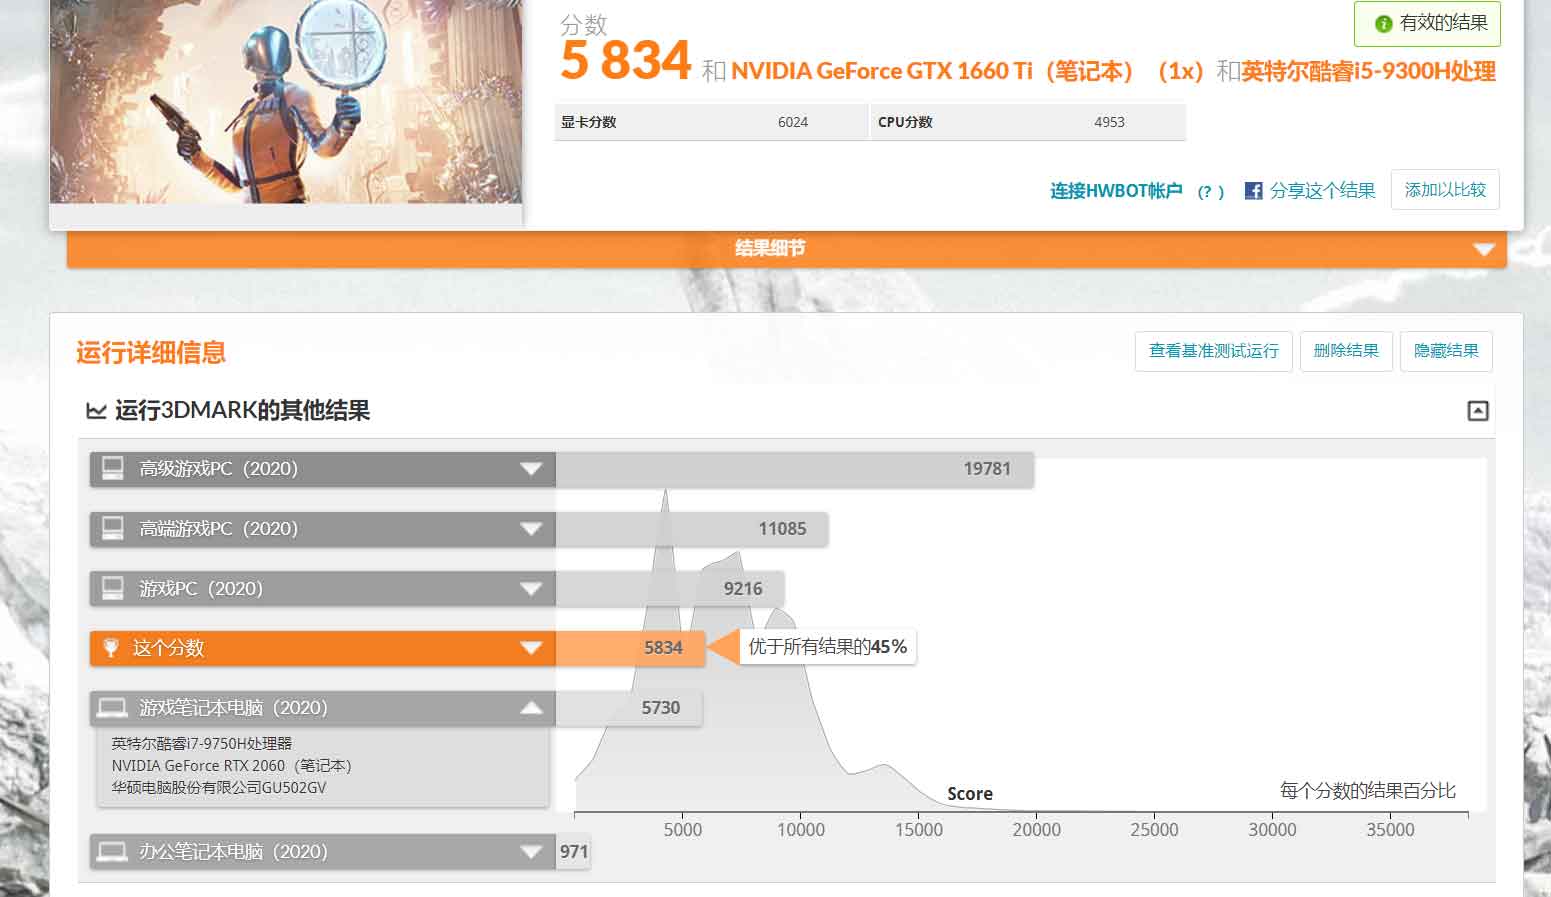 分数
有效的结果
5 834 和 NVIDIA GeForce GTX 1660 Ti（笔记本）（1x）和英特尔酷睿i5-9300H处理
显卡分数 6024 CPU分数 4953
连接HWBOT帐户 （? ） 分享这个结果 添加以比较
结果细节
运行详细信息 查看基准测试运行 删除结果 隐藏结果
运行3DMARK的其他结果
高级游戏PC（2020） 19781
高端游戏PC（2020） 11085
游戏PC（2020） 9216
这个分数 5834 优于所有结果的45%
游戏笔记本电脑（2020） 5730
英特尔酷睿i7-9750H处理器
NVIDIA GeForce RTX 2060（笔记本）
华硕电脑股份有限公司GU502GV
Score 每个分数的结果百分比
5000 10000 15000 20000 25000 30000 35000
办公笔记本电脑（2020） 971